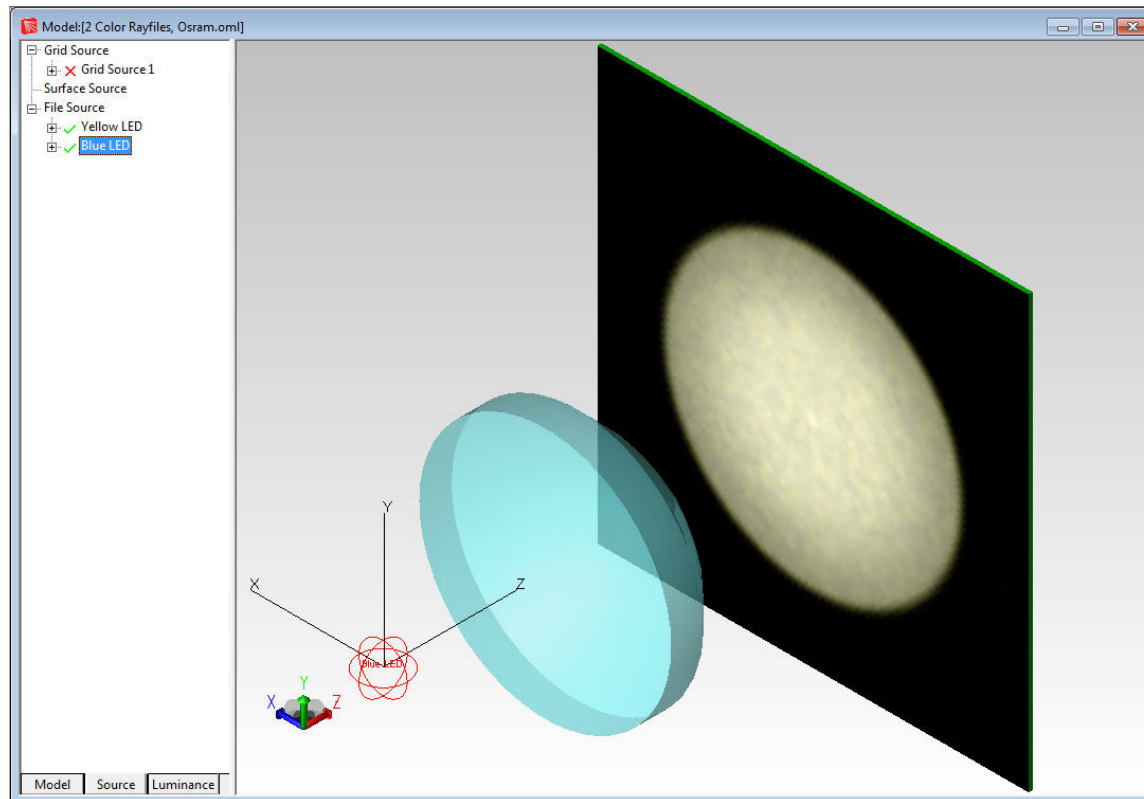 Model:[2 Color Rayfiles, Osram.oml]
Grid Source
Grid Source 1
Surface Source
File Source
Yellow LED
Blue LED
Y
X
Z
Blue LED
Y
X
Z
Model Source Luminance